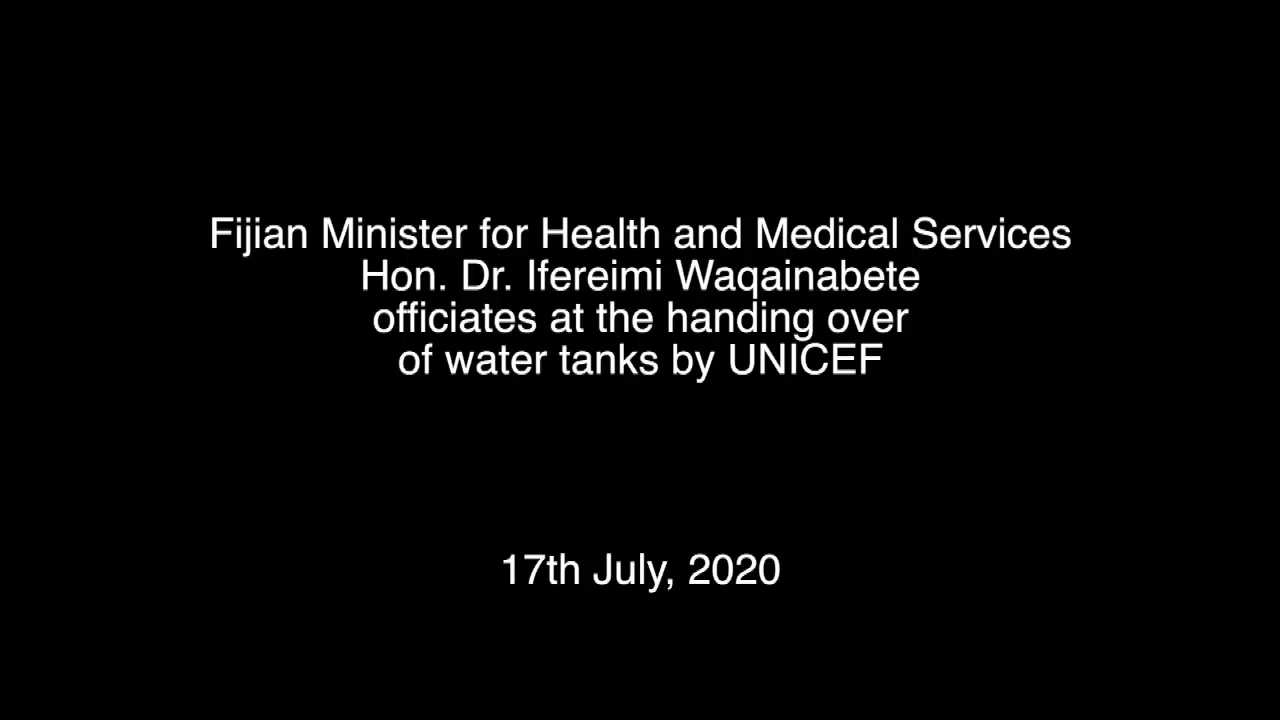 Fijian Minister for Health and Medical Services
Hon. Dr. Ifereimi Waqainabete
officiates at the handing over
of water tanks by UNICEF
17th July, 2020